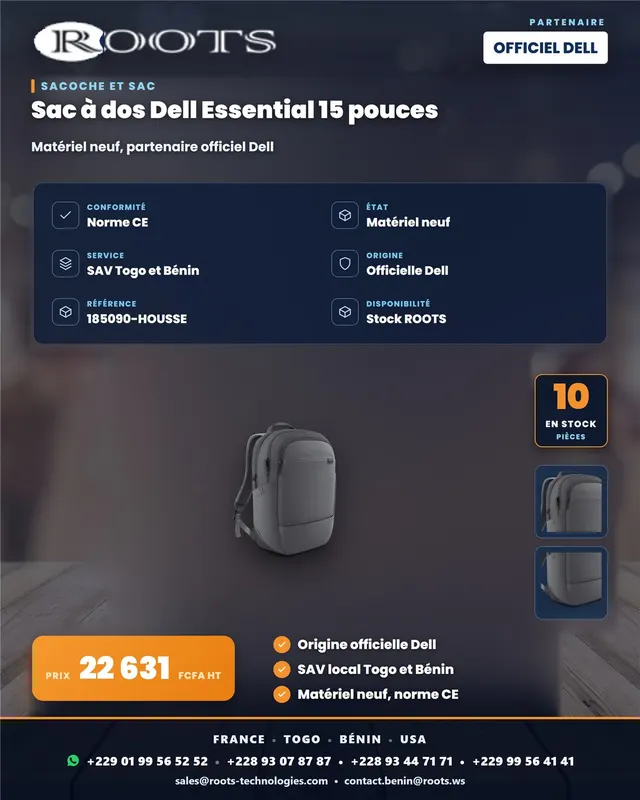 ROOTS
PARTENAIRE
OFFICIEL DELL
SACOCHE ET SAC
Sac à dos Dell Essential 15 pouces
Matériel neuf, partenaire officiel Dell
CONFORMITÉ
Norme CE
ÉTAT
Matériel neuf
SERVICE
SAV Togo et Bénin
ORIGINE
Officielle Dell
RÉFÉRENCE
185090-HOUSSE
DISPONIBILITÉ
Stock ROOTS
10
EN STOCK
PIÈCES
PRIX 22 631 FCFA HT
Origine officielle Dell
SAV local Togo et Bénin
Matériel neuf, norme CE
FRANCE • TOGO • BÉNIN • USA
+229 01 99 56 52 52 • +228 93 07 87 87 • +228 93 44 71 71 • +229 99 56 41 41
sales@roots-technologies.com • contact.benin@roots.ws